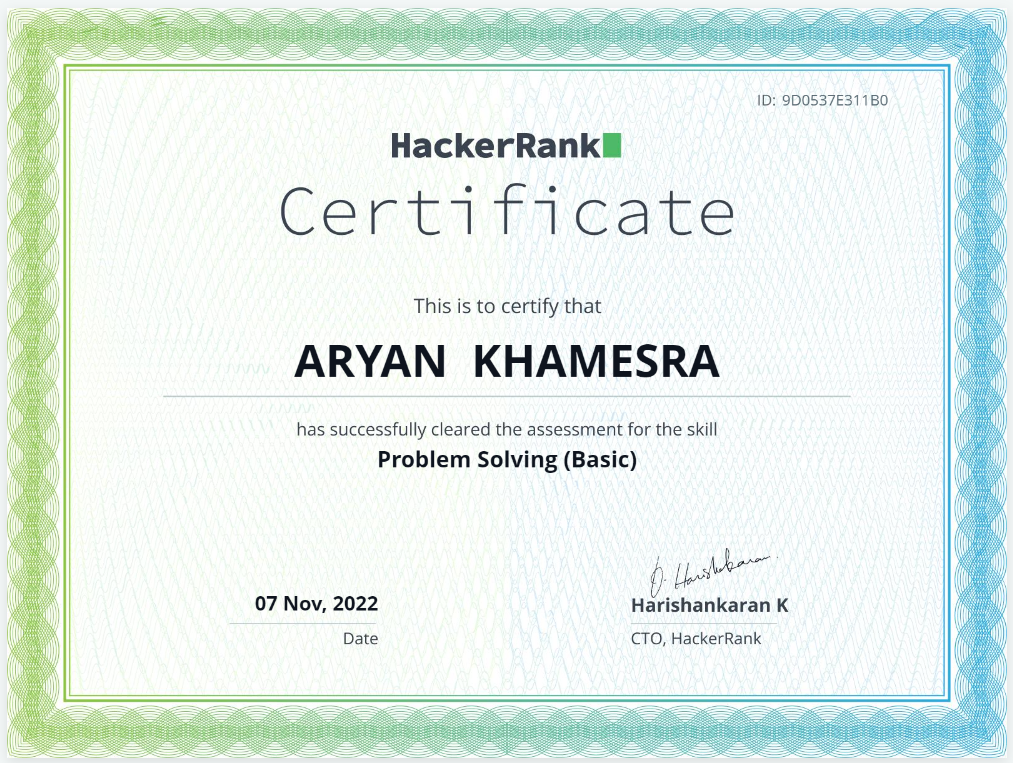 ID: 9D0537E311B0
HackerRank
Certificate
This is to certify that
ARYAN KHAMESRA
has successfully cleared the assessment for the skill
Problem Solving (Basic)
07 Nov, 2022
Date
Harishankaran K
CTO, HackerRank